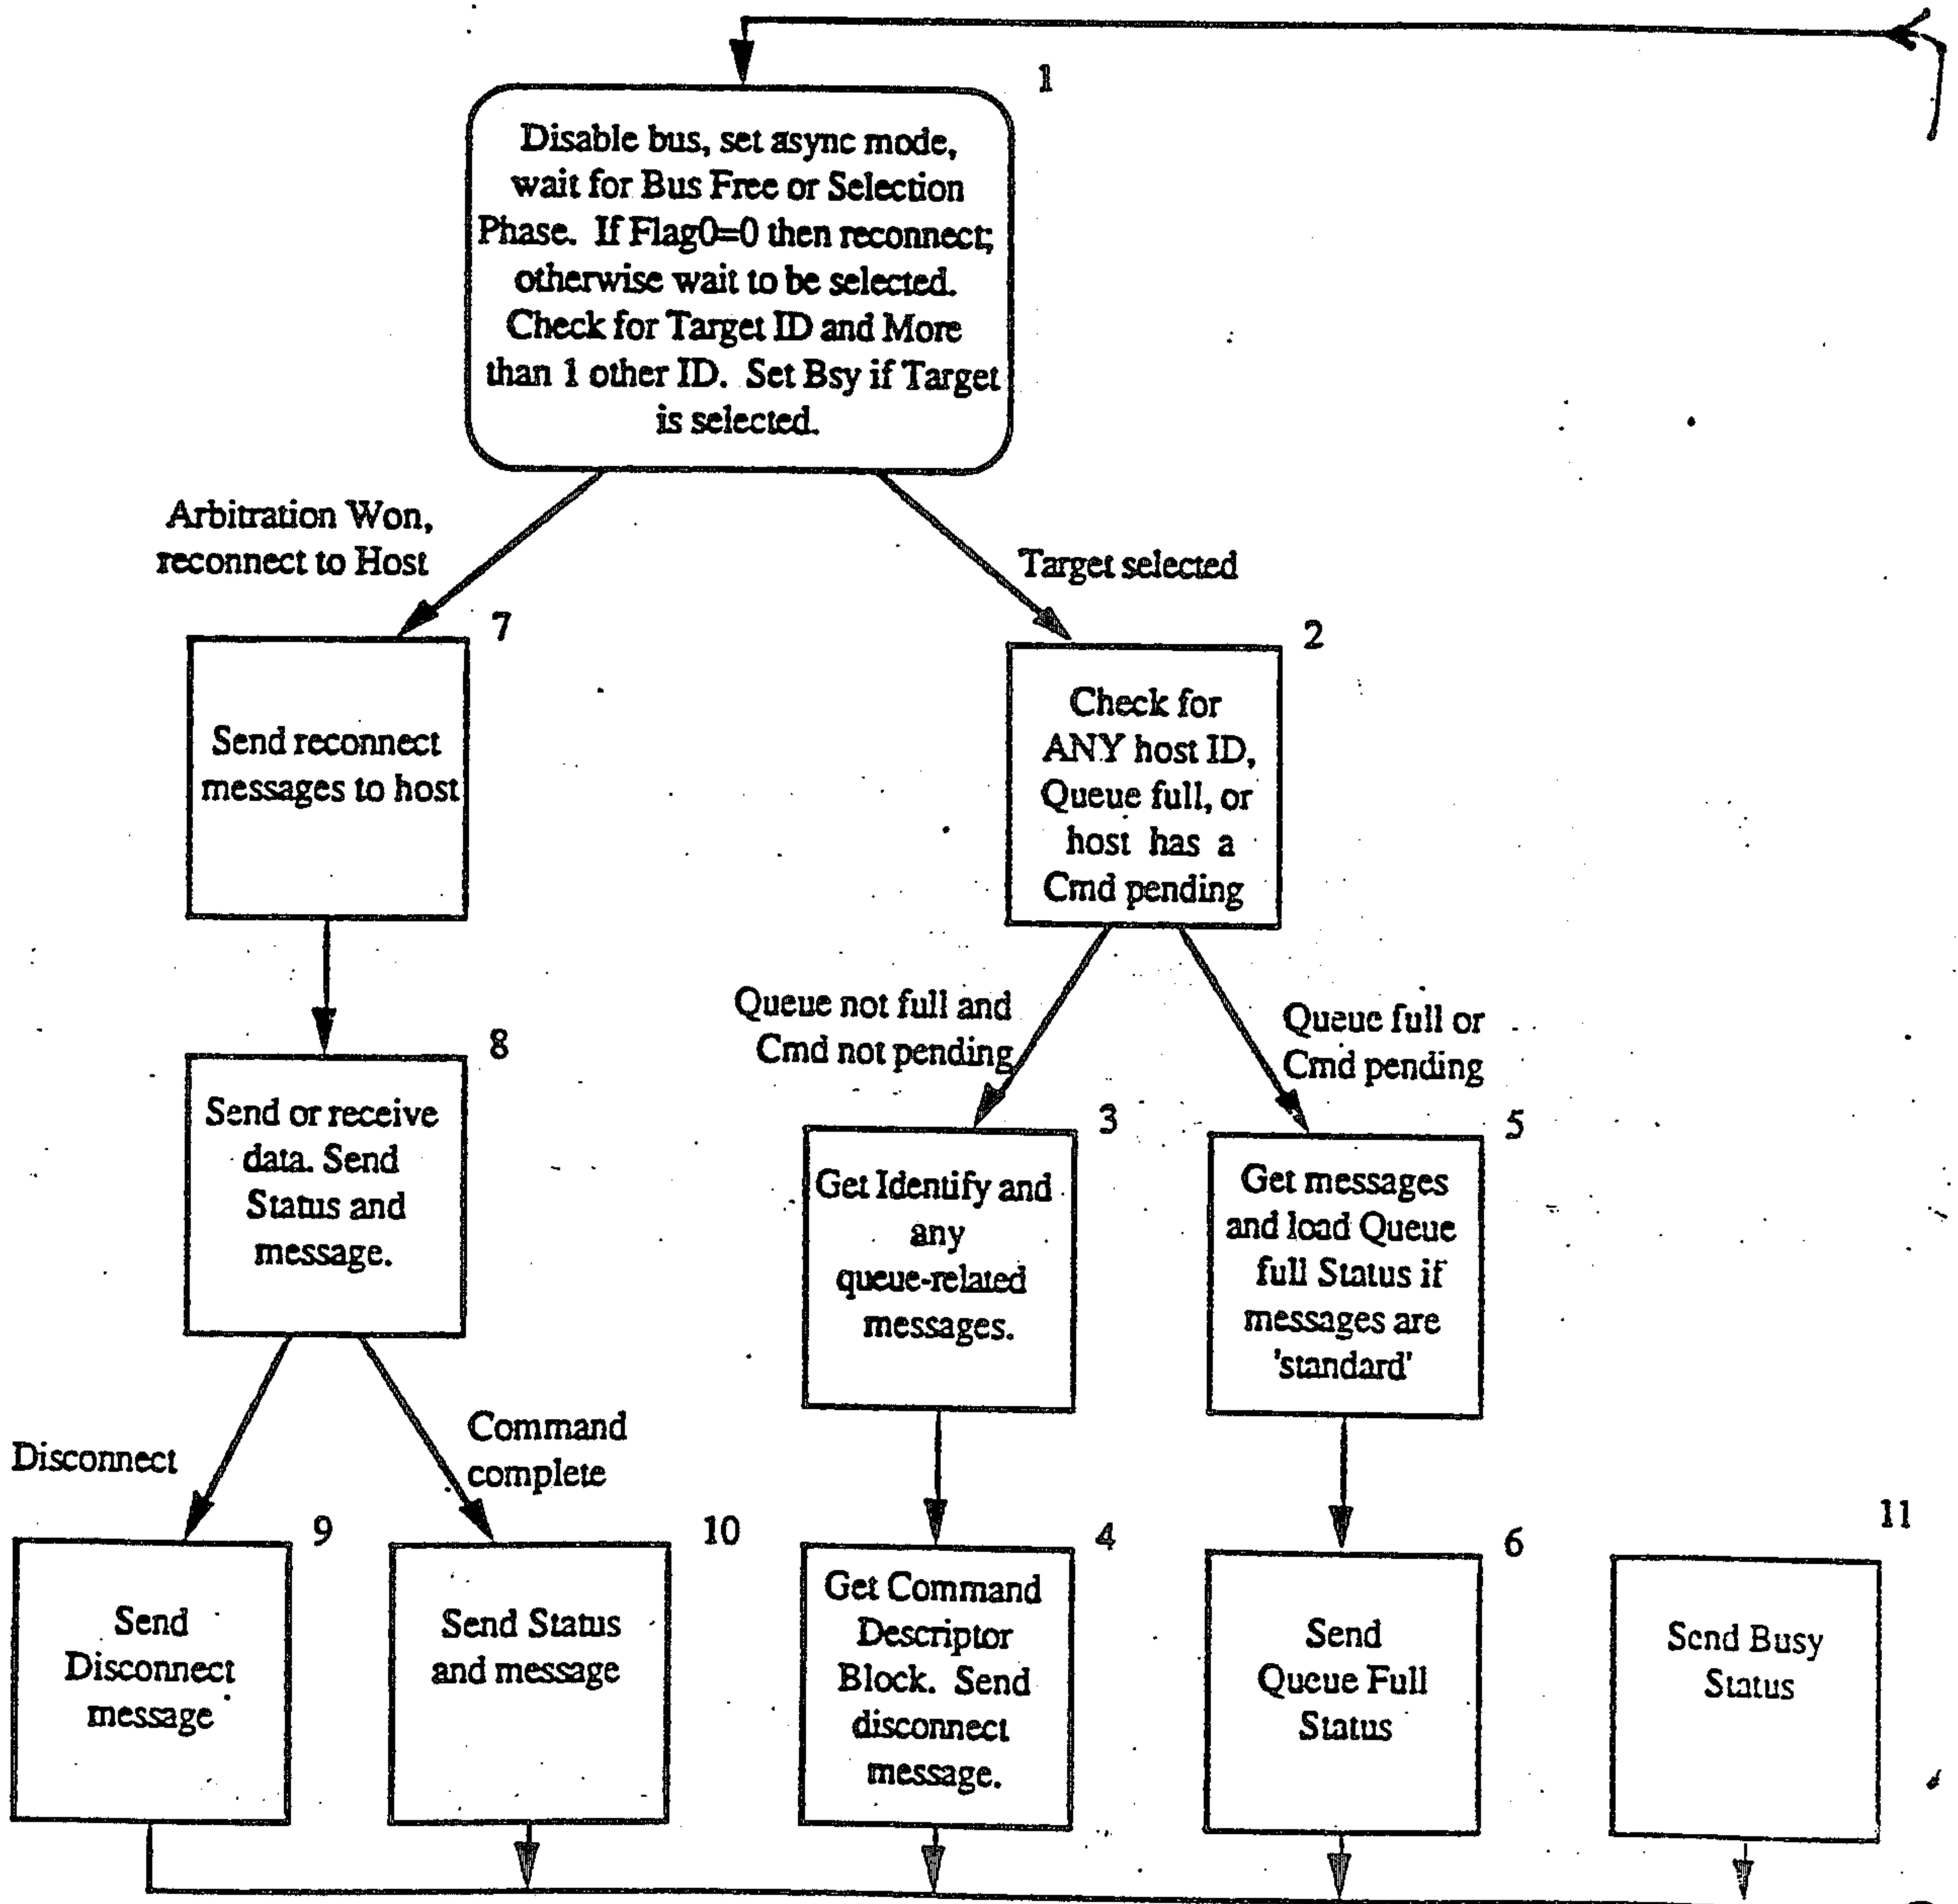 1
Disable bus, set async mode,
wait for Bus Free or Selection
Phase. If Flag0=0 then reconnect;
otherwise wait to be selected.
Check for Target ID and More
than 1 other ID. Set Bsy if Target
is selected.
Arbitration Won,
reconnect to Host
Target selected
7
Send reconnect
messages to host
2
Check for
ANY host ID,
Queue full, or
host has a
Cmd pending
Queue not full and
Cmd not pending
Queue full or
Cmd pending
8
Send or receive
data. Send
Status and
message.
3
Get Identify and
any
queue-related
messages.
5
Get messages
and load Queue
full Status if
messages are
'standard'
Disconnect
Command
complete
9
Send
Disconnect
message
10
Send Status
and message
4
Get Command
Descriptor
Block. Send
disconnect
message.
6
Send
Queue Full
Status
11
Send Busy
Status